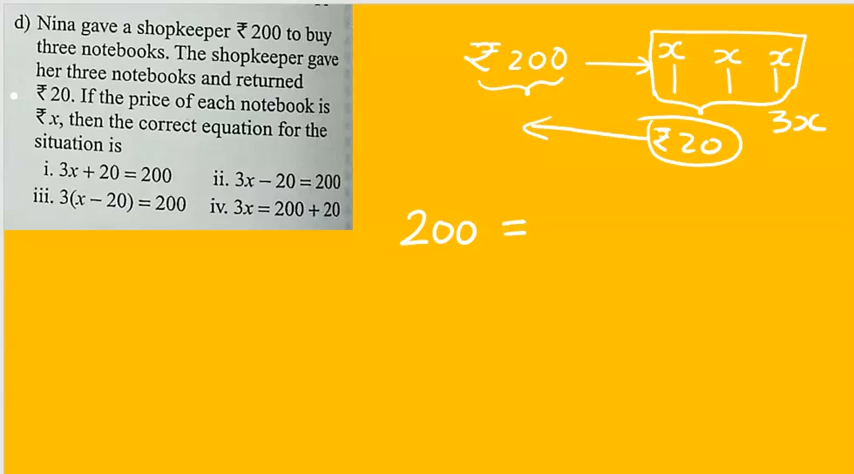 d) Nina gave a shopkeeper ₹ 200 to buy
three notebooks. The shopkeeper gave
her three notebooks and returned
₹ 20. If the price of each notebook is
₹ x, then the correct equation for the
situation is
i. 3x + 20 = 200 ii. 3x − 20 = 200
iii. 3(x − 20) = 200 iv. 3x = 200 + 20
₹ 200 x x x
3x
₹ 20
200 =